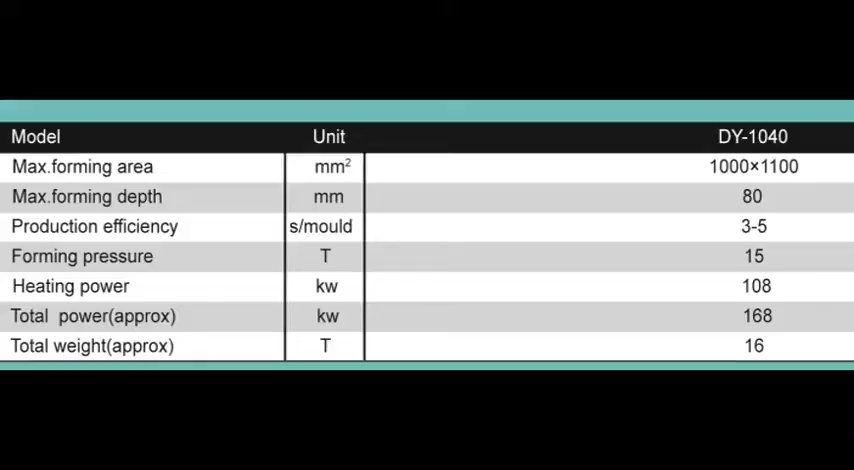 Model Unit DY-1040
Max.forming area mm² 1000×1100
Max.forming depth mm 80
Production efficiency s/mould 3-5
Forming pressure T 15
Heating power kw 108
Total power(approx) kw 168
Total weight(approx) T 16